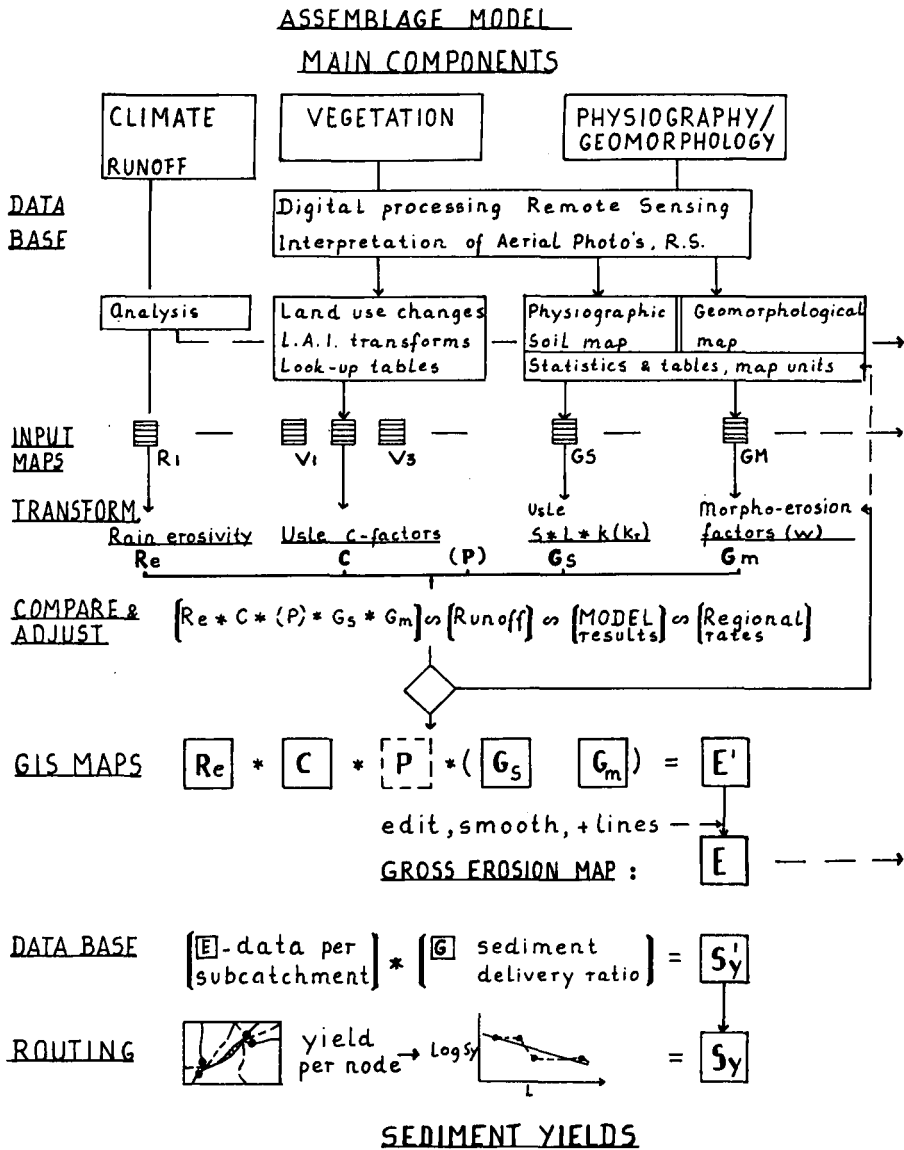 ASSEMBLAGE MODEL
MAIN COMPONENTS
CLIMATE
RUNOFF
VEGETATION
PHYSIOGRAPHY/
GEOMORPHOLOGY
DATA
BASE
Digital processing Remote Sensing
Interpretation of Aerial Photo's, R.S.
Analysis
Land use changes
L.A.I. transforms
Look-up tables
Physiographic
Soil map
Geomorphological
map
Statistics & tables, map units
INPUT
MAPS
R1
V1
V3
GS
GM
TRANSFORM
Rain erosivity
Re
Usle C-factors
C
(P)
Usle
S*L*K(Kr)
Gs
Morpho-erosion
factors (w)
Gm
COMPARE &
ADJUST
[Re * C * (P) * Gs * Gm] ∽ [Runoff] ∽ [MODEL results] ∽ [Regional rates]
GIS MAPS
Re * C * P * (Gs Gm) = E'
edit, smooth, + lines
GROSS EROSION MAP : E
DATA BASE
[E-data per subcatchment] * [G sediment delivery ratio] = Sy'
ROUTING
yield
per node → Log Sy
L
= Sy
SEDIMENT YIELDS